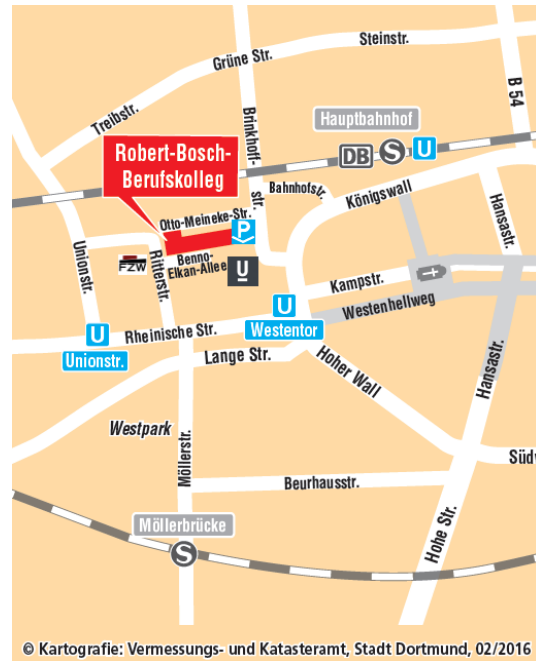 Steinstr.
Grüne Str.
Treibstr.
B 54
Brinkhoff-
str.
Hauptbahnhof
DB
S
U
Robert-Bosch-
Berufskolleg
Bahnhofstr.
Königswall
Hansastr.
Otto-Meineke-Str.
P
Unionstr.
FZW
Ritterstr.
Benno-
Elkan-Allee
U
Kampstr.
Westenhellweg
U
Westentor
Rheinische Str.
U
Unionstr.
Lange Str.
Hoher Wall
Hansastr.
Westpark
Möllerstr.
Südw
Beurhausstr.
Hohe Str.
Möllerbrücke
S
© Kartografie: Vermessungs- und Katasteramt, Stadt Dortmund, 02/2016